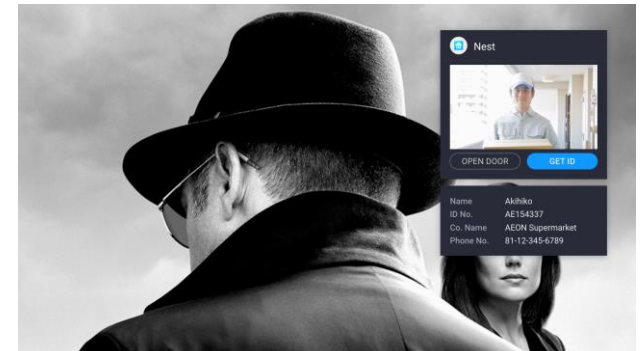 Nest
OPEN DOOR GET ID
Name Akihiko
ID No. AE154337
Co. Name AEON Supermarket
Phone No. 81-12-345-6789